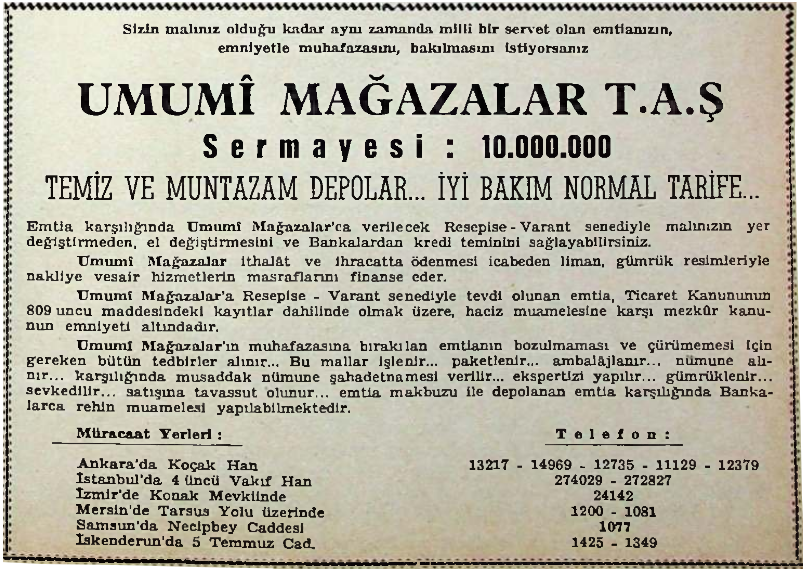 Sizin malınız olduğu kadar aynı zamanda milli bir servet olan emtianızın,
emniyetle muhafazasını, bakılmasını istiyorsanız
UMUMÎ MAĞAZALAR T.A.Ş
Sermayesi : 10.000.000
TEMİZ VE MUNTAZAM DEPOLAR... İYİ BAKIM NORMAL TARİFE...
Emtia karşılığında Umumî Mağazalar'ca verilecek Resepise - Varant senediyle malınızın yer
değiştirmeden, el değiştirmesini ve Bankalardan kredi teminini sağlayabilirsiniz.
Umumî Mağazalar ithalât ve ihracatta ödenmesi icabeden liman, gümrük resimleriyle
nakliye vesair hizmetlerin masraflarını finanse eder.
Umumî Mağazalar'a Resepise - Varant senediyle tevdi olunan emtia, Ticaret Kanununun
809 uncu maddesindeki kayıtlar dahilinde olmak üzere, haciz muamelesine karşı mezkûr kanu-
nun emniyeti altındadır.
Umumî Mağazalar'ın muhafazasına bırakılan emtianın bozulmaması ve çürümemesi için
gereken bütün tedbirler alınır... Bu mallar işlenir... paketlenir... ambalâjlanır... nümune alı-
nır... karşılığında musaddak nümune şahadetnamesi verilir... ekspertizi yapılır... gümrüklenir...
sevkedilir... satışına tavassut olunur... emtia makbuzu ile depolanan emtia karşılığında Banka-
larca rehin muamelesi yapılabilmektedir.
Müracaat Yerleri : Telefon :
Ankara'da Koçak Han 13217 - 14969 - 12735 - 11129 - 12379
İstanbul'da 4 üncü Vakıf Han 274029 - 272827
İzmir'de Konak Mevkiinde 24142
Mersin'de Tarsus Yolu üzerinde 1200 - 1081
Samsun'da Necipbey Caddesi 1077
İskenderun'da 5 Temmuz Cad. 1425 - 1349